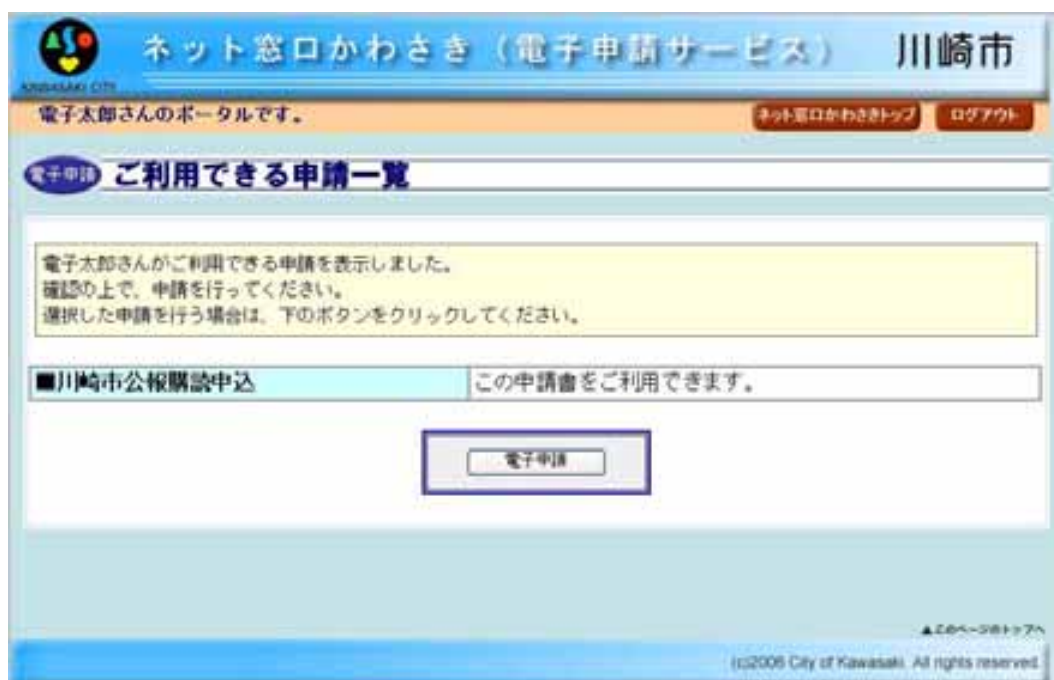 ネット窓口かわさき（電子申請サービス） 川崎市
KAWASAKI CITY
電子太郎さんのポータルです。 ネット窓口かわさきトップ ログアウト
電子申請 ご利用できる申請一覧
電子太郎さんがご利用できる申請を表示しました。
確認の上で、申請を行ってください。
選択した申請を行う場合は、下のボタンをクリックしてください。
■川崎市公報購読申込 この申請書をご利用できます。
電子申請
▲このページのトップへ
(c)2006 City of Kawasaki. All rights reserved.